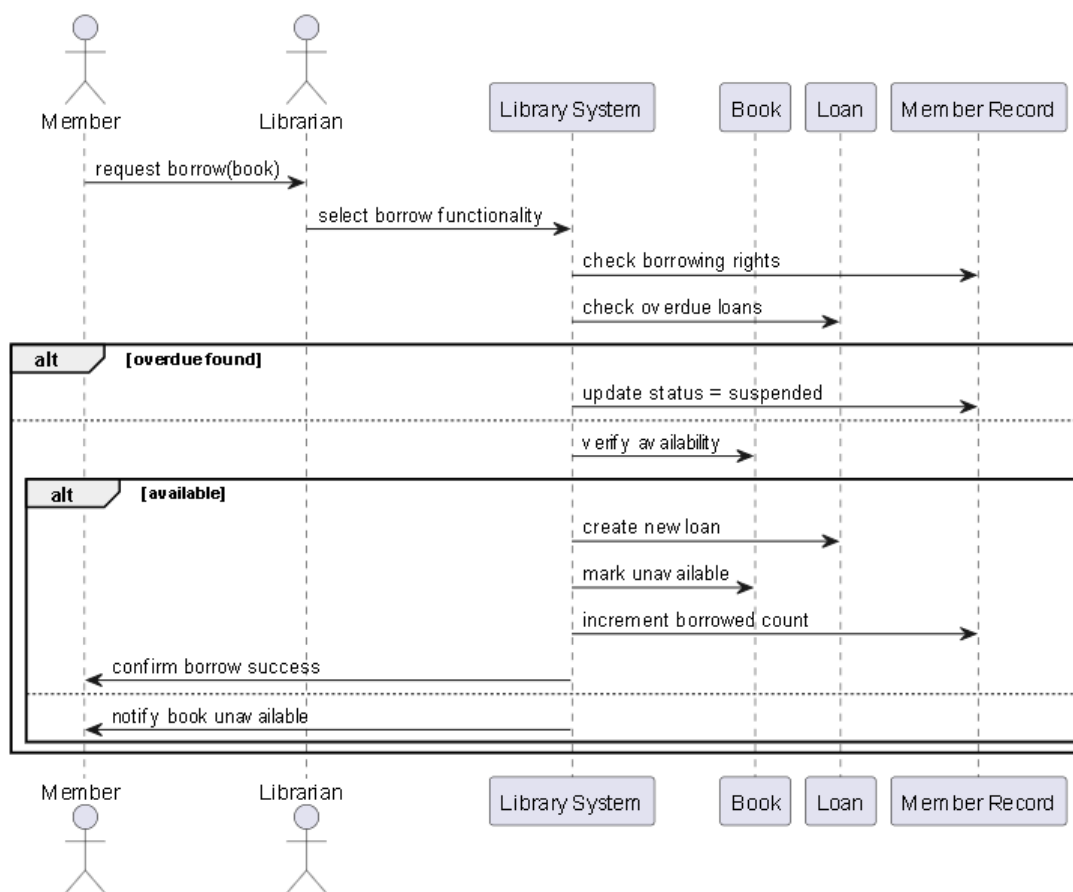 Member
Librarian
Library System
Book
Loan
Member Record
request borrow(book)
select borrow functionality
check borrowing rights
check overdue loans
alt
[overdue found]
update status = suspended
verify availability
alt
[available]
create new loan
mark unavailable
increment borrowed count
confirm borrow success
notify book unavailable
Member
Librarian
Library System
Book
Loan
Member Record